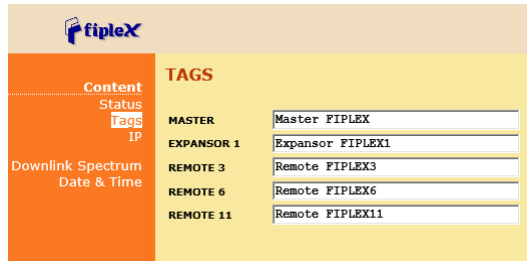 fipleX
Content
Status
Tags
IP
Downlink Spectrum
Date & Time
TAGS
MASTER Master FIPLEX
EXPANSOR 1 Expansor FIPLEX1
REMOTE 3 Remote FIPLEX3
REMOTE 6 Remote FIPLEX6
REMOTE 11 Remote FIPLEX11